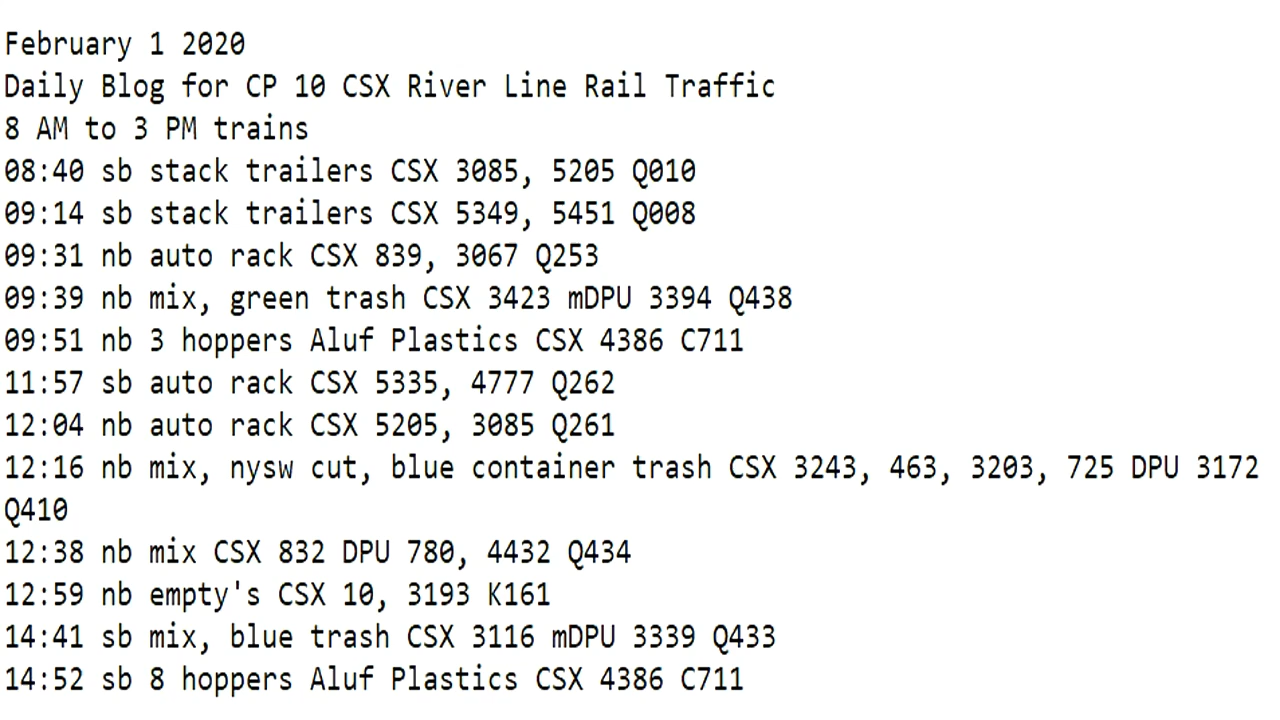 February 1 2020
Daily Blog for CP 10 CSX River Line Rail Traffic
8 AM to 3 PM trains
08:40 sb stack trailers CSX 3085, 5205 Q010
09:14 sb stack trailers CSX 5349, 5451 Q008
09:31 nb auto rack CSX 839, 3067 Q253
09:39 nb mix, green trash CSX 3423 mDPU 3394 Q438
09:51 nb 3 hoppers Aluf Plastics CSX 4386 C711
11:57 sb auto rack CSX 5335, 4777 Q262
12:04 nb auto rack CSX 5205, 3085 Q261
12:16 nb mix, nysw cut, blue container trash CSX 3243, 463, 3203, 725 DPU 3172
Q410
12:38 nb mix CSX 832 DPU 780, 4432 Q434
12:59 nb empty's CSX 10, 3193 K161
14:41 sb mix, blue trash CSX 3116 mDPU 3339 Q433
14:52 sb 8 hoppers Aluf Plastics CSX 4386 C711